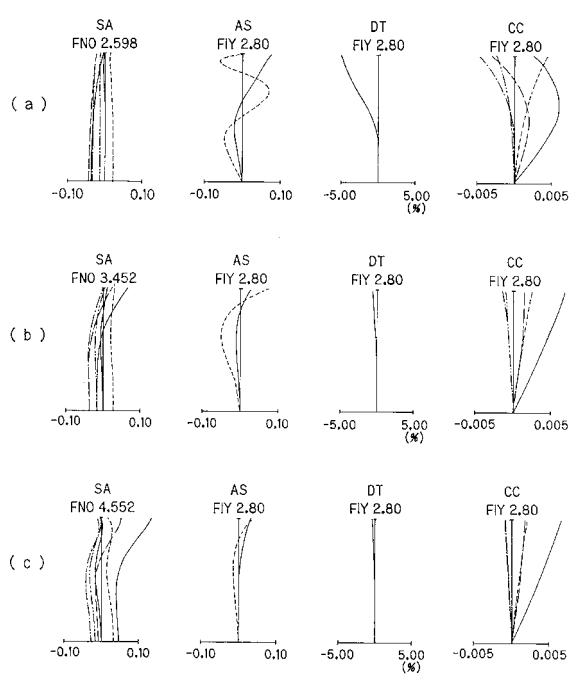 SA AS DT CC
FNO 2.598 FIY 2.80 FIY 2.80 FIY 2.80
(a)
-0.10 0.10 -0.10 0.10 -5.00 5.00 -0.005 0.005
(%)
SA AS DT CC
FNO 3.452 FIY 2.80 FIY 2.80 FIY 2.80
(b)
-0.10 0.10 -0.10 0.10 -5.00 5.00 -0.005 0.005
(%)
SA AS DT CC
FNO 4.552 FIY 2.80 FIY 2.80 FIY 2.80
(c)
-0.10 0.10 -0.10 0.10 -5.00 5.00 -0.005 0.005
(%)